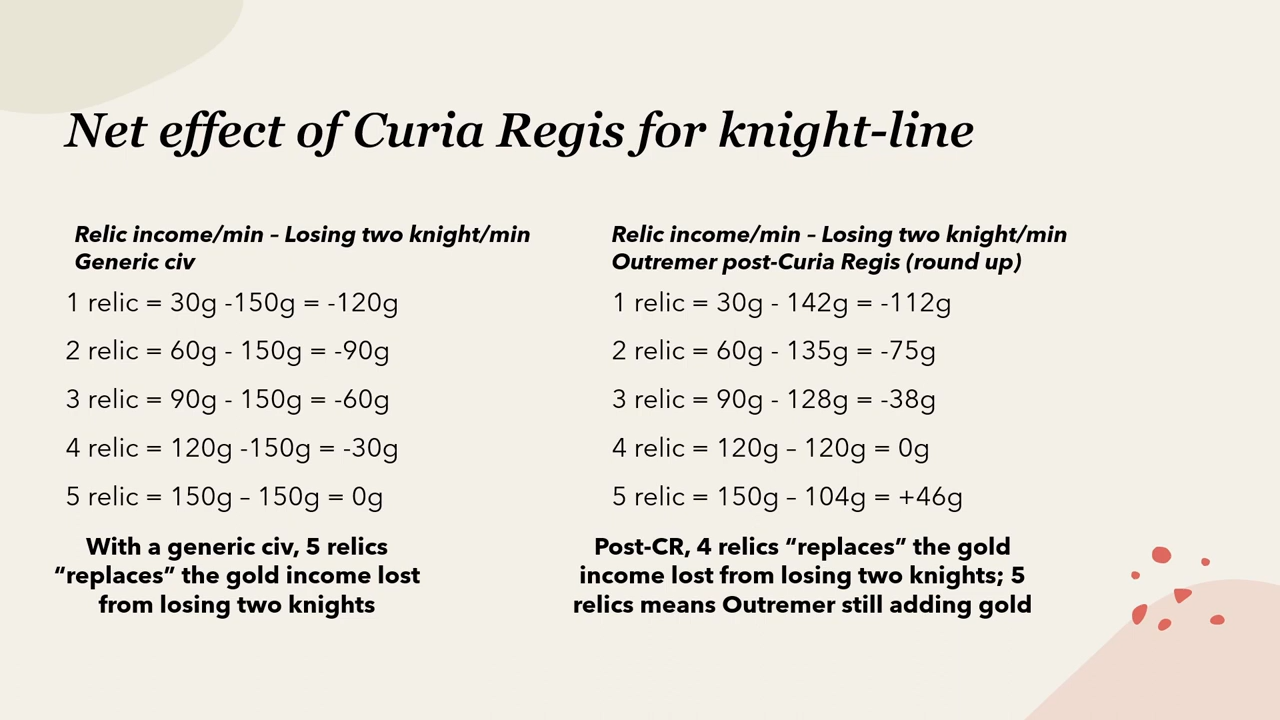 Net effect of Curia Regis for knight-line
Relic income/min – Losing two knight/min
Generic civ
1 relic = 30g -150g = -120g
2 relic = 60g - 150g = -90g
3 relic = 90g - 150g = -60g
4 relic = 120g -150g = -30g
5 relic = 150g – 150g = 0g
With a generic civ, 5 relics
“replaces” the gold income lost
from losing two knights
Relic income/min – Losing two knight/min
Outremer post-Curia Regis (round up)
1 relic = 30g - 142g = -112g
2 relic = 60g - 135g = -75g
3 relic = 90g - 128g = -38g
4 relic = 120g – 120g = 0g
5 relic = 150g – 104g = +46g
Post-CR, 4 relics “replaces” the gold
income lost from losing two knights; 5
relics means Outremer still adding gold